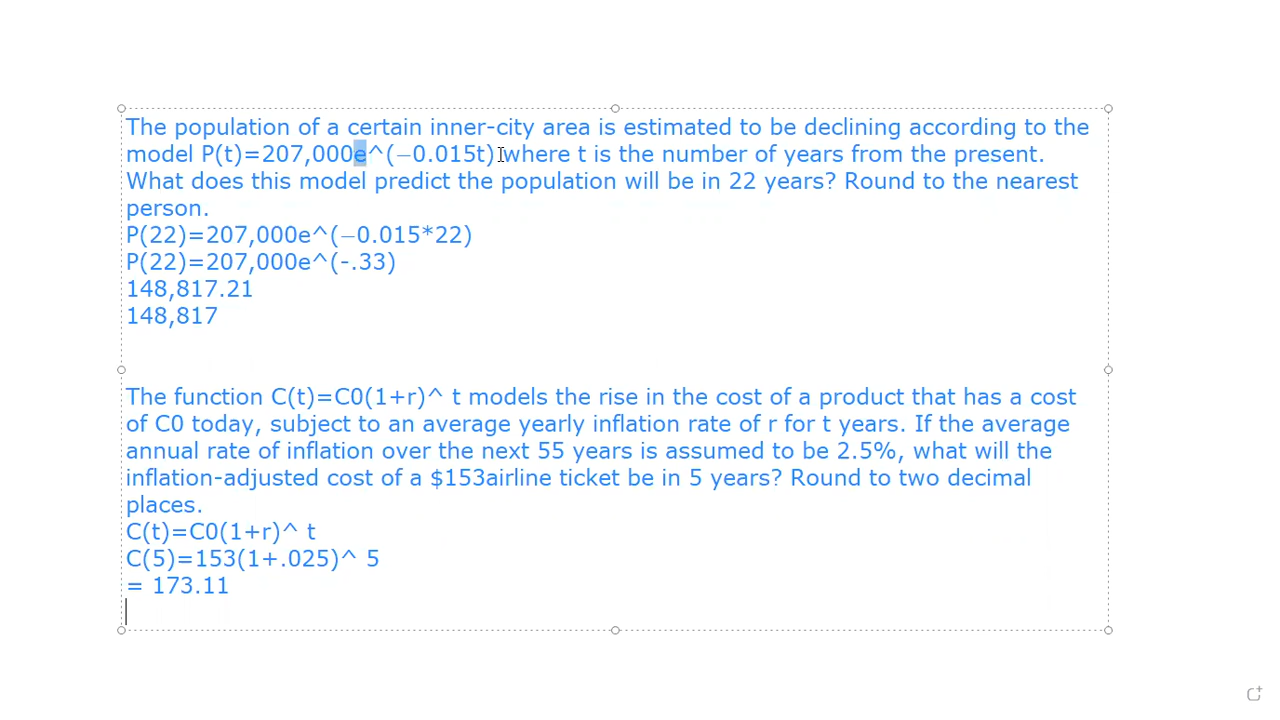 The population of a certain inner-city area is estimated to be declining according to the
model P(t)=207,000e^(−0.015t) where t is the number of years from the present.
What does this model predict the population will be in 22 years? Round to the nearest
person.
P(22)=207,000e^(−0.015*22)
P(22)=207,000e^(-.33)
148,817.21
148,817
The function C(t)=C0(1+r)^ t models the rise in the cost of a product that has a cost
of C0 today, subject to an average yearly inflation rate of r for t years. If the average
annual rate of inflation over the next 55 years is assumed to be 2.5%, what will the
inflation-adjusted cost of a $153airline ticket be in 5 years? Round to two decimal
places.
C(t)=C0(1+r)^ t
C(5)=153(1+.025)^ 5
= 173.11